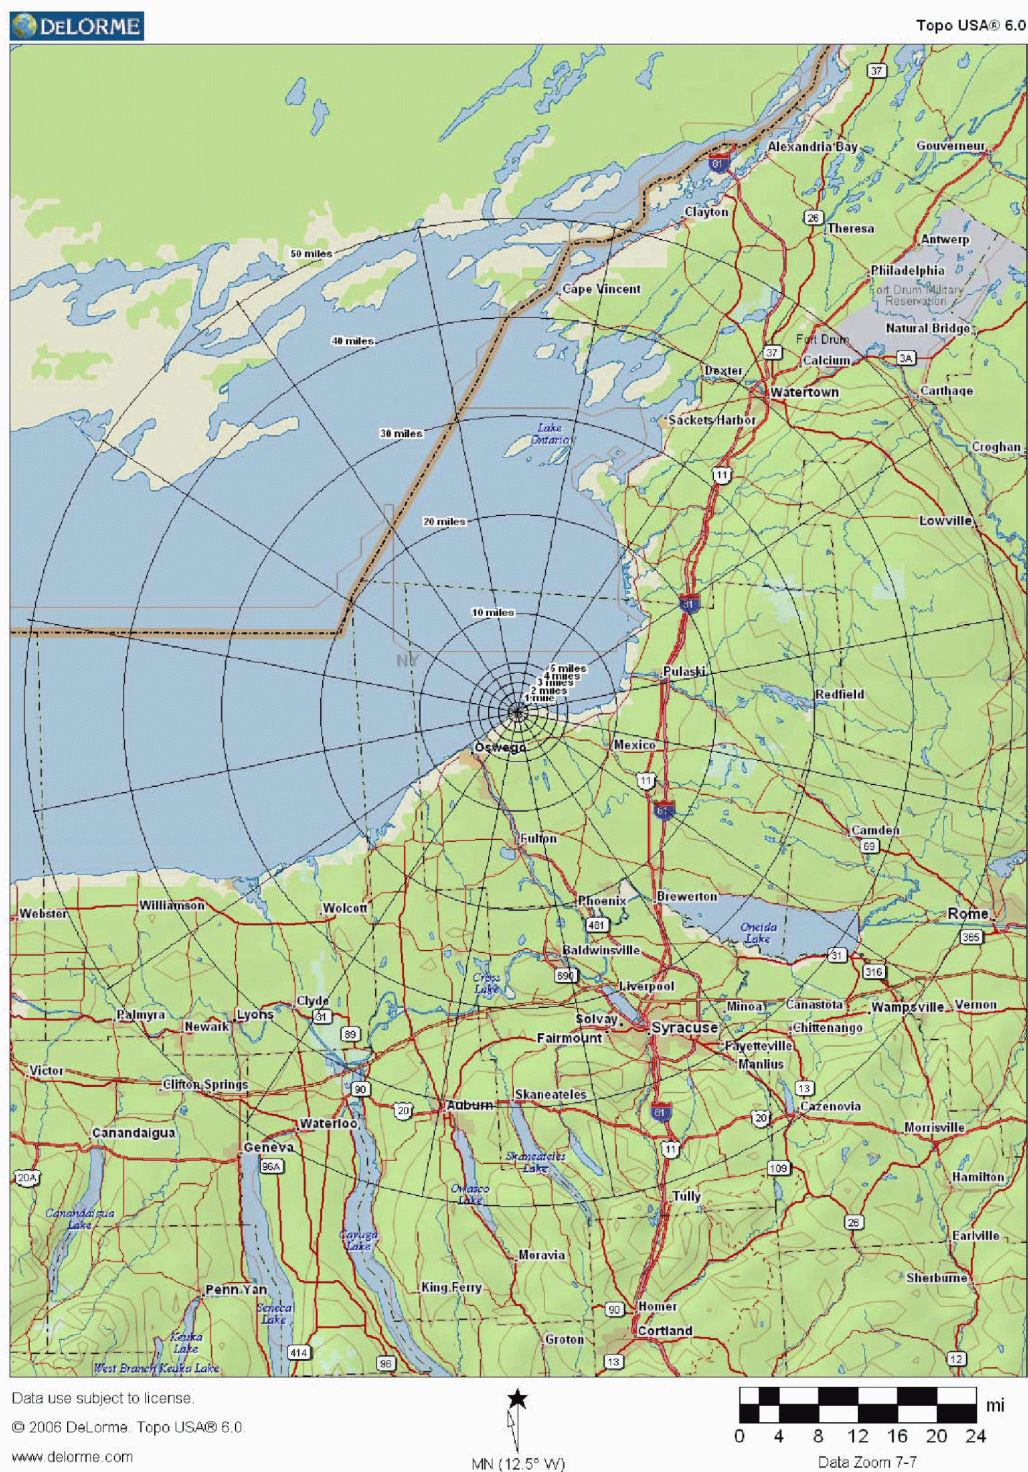 DELORME
Topo USA® 6.0
37
Alexandria Bay
Gouverneur
81
Clayton
26
Theresa
Antwerp
50 miles
Philadelphia
Cape Vincent
Fort Drum Military
Reservation
Natural Bridge
40 miles
Fort Drum
37
Calcium
3A
Dexter
Watertown
Carthage
Sackets Harbor
30 miles
Lake
Ontario
Croghan
11
20 miles
Lowville
81
10 miles
NY
5 miles
4 miles
3 miles
2 miles
1 mile
Pulaski
Redfield
Oswego
Mexico
11
81
Camden
69
Fulton
Phoenix
Brewerton
Webster
Williamson
Wolcott
Rome
481
Oneida
Lake
365
Baldwinsville
31
316
Cross
Lake
690
Liverpool
Clyde
Minoa
Canastota
Wampsville
Vernon
Palmyra
Newark
Lyons
31
Solvay
Syracuse
Chittenango
89
Fairmount
Fayetteville
Manlius
Victor
Clifton Springs
90
13
20
Auburn
Skaneateles
81
20
Cazenovia
Waterloo
Canandaigua
Geneva
11
Morrisville
96A
Skaneateles
Lake
109
20A
Hamilton
Owasco
Lake
Tully
Canandaigua
Lake
26
Cayuga
Lake
Earlville
Moravia
Sherburne
Penn Yan
King Ferry
Seneca
Lake
90
Homer
Cortland
Keuka
Lake
Groton
414
96
13
12
West Branch Keuka Lake
Data use subject to license.
© 2006 DeLorme. Topo USA® 6.0.
www.delorme.com
MN (12.5° W)
mi
0 4 8 12 16 20 24
Data Zoom 7-7